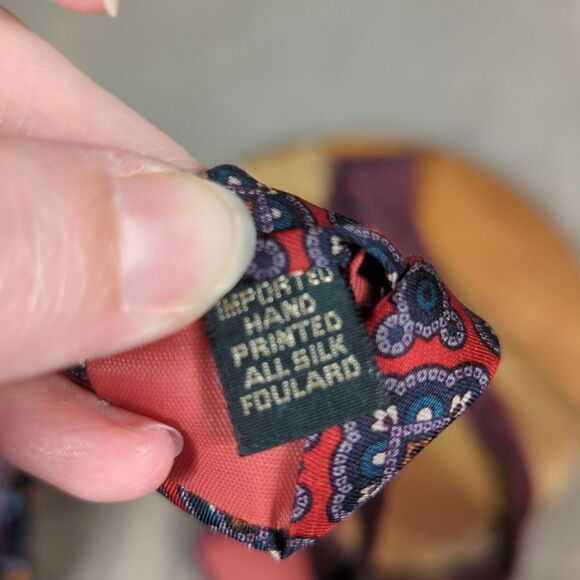 IMPORTED
HAND
PRINTED
ALL SILK
FOULARD